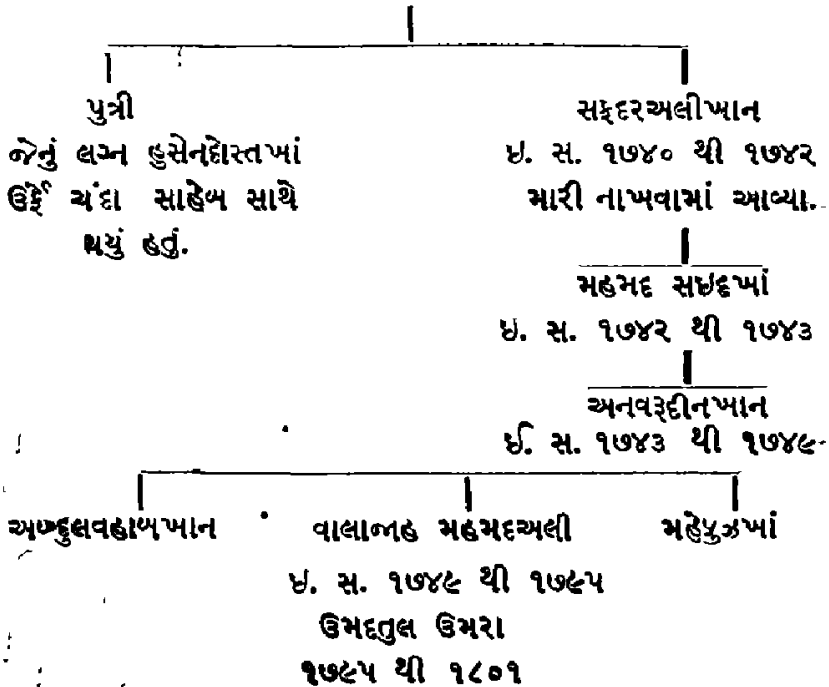 પુત્રી
જેનું લગ્ન હુસેનદોસ્તખાં
ઉર્ફે ચંદા સાહેબ સાથે
થયું હતું.
સફદરઅલીખાન
ઇ. સ. ૧૭૪૦ થી ૧૭૪૨
મારી નાખવામાં આવ્યા.
મહમદ સઇદખાં
ઇ. સ. ૧૭૪૨ થી ૧૭૪૩
અનવરૂદીનખાન
ઈ. સ. ૧૭૪૩ થી ૧૭૪૯
અબ્દુલવહાબખાન
વાલાજાહ મહમદઅલી
ઇ. સ. ૧૭૪૯ થી ૧૭૯૫
ઉમદતુલ ઉમરા
૧૭૯૫ થી ૧૮૦૧
મહેફુઝખાં